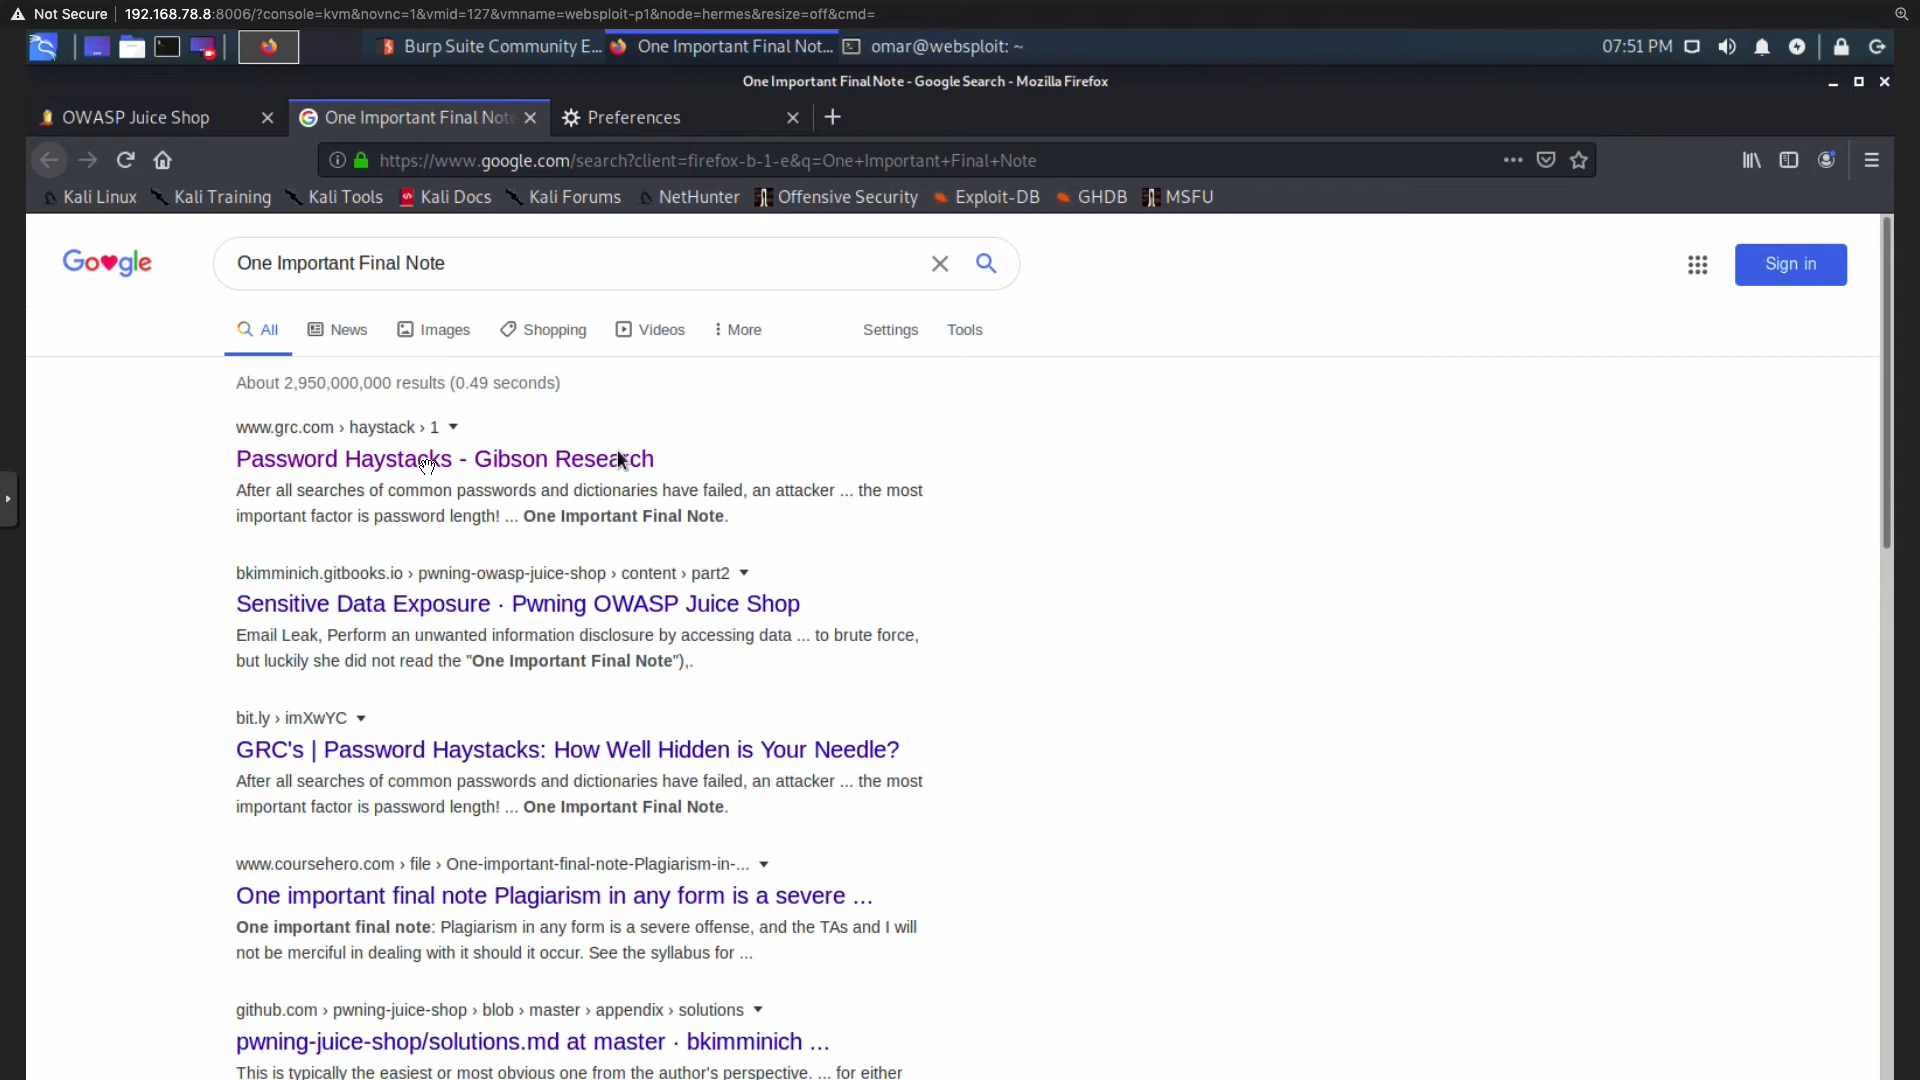 Not Secure | 192.168.78.8:8006/?console=kvm&novnc=1&vmid=127&vmname=websploit-p1&node=hermes&resize=off&cmd=
Burp Suite Community E... One Important Final Not... omar@websploit: ~ 07:51 PM
One Important Final Note - Google Search - Mozilla Firefox
OWASP Juice Shop One Important Final Note Preferences
https://www.google.com/search?client=firefox-b-1-e&q=One+Important+Final+Note
Kali Linux Kali Training Kali Tools Kali Docs Kali Forums NetHunter Offensive Security Exploit-DB GHDB MSFU
Google One Important Final Note Sign in
All News Images Shopping Videos More Settings Tools
About 2,950,000,000 results (0.49 seconds)
www.grc.com › haystack › 1
Password Haystacks - Gibson Research
After all searches of common passwords and dictionaries have failed, an attacker ... the most
important factor is password length! ... One Important Final Note.
bkimminich.gitbooks.io › pwning-owasp-juice-shop › content › part2
Sensitive Data Exposure · Pwning OWASP Juice Shop
Email Leak, Perform an unwanted information disclosure by accessing data ... to brute force,
but luckily she did not read the "One Important Final Note"),.
bit.ly › imXwYC
GRC's | Password Haystacks: How Well Hidden is Your Needle?
After all searches of common passwords and dictionaries have failed, an attacker ... the most
important factor is password length! ... One Important Final Note.
www.coursehero.com › file › One-important-final-note-Plagiarism-in-...
One important final note Plagiarism in any form is a severe ...
One important final note: Plagiarism in any form is a severe offense, and the TAs and I will
not be merciful in dealing with it should it occur. See the syllabus for ...
github.com › pwning-juice-shop › blob › master › appendix › solutions
pwning-juice-shop/solutions.md at master · bkimminich ...
This is typically the easiest or most obvious one from the author's perspective. ... for either